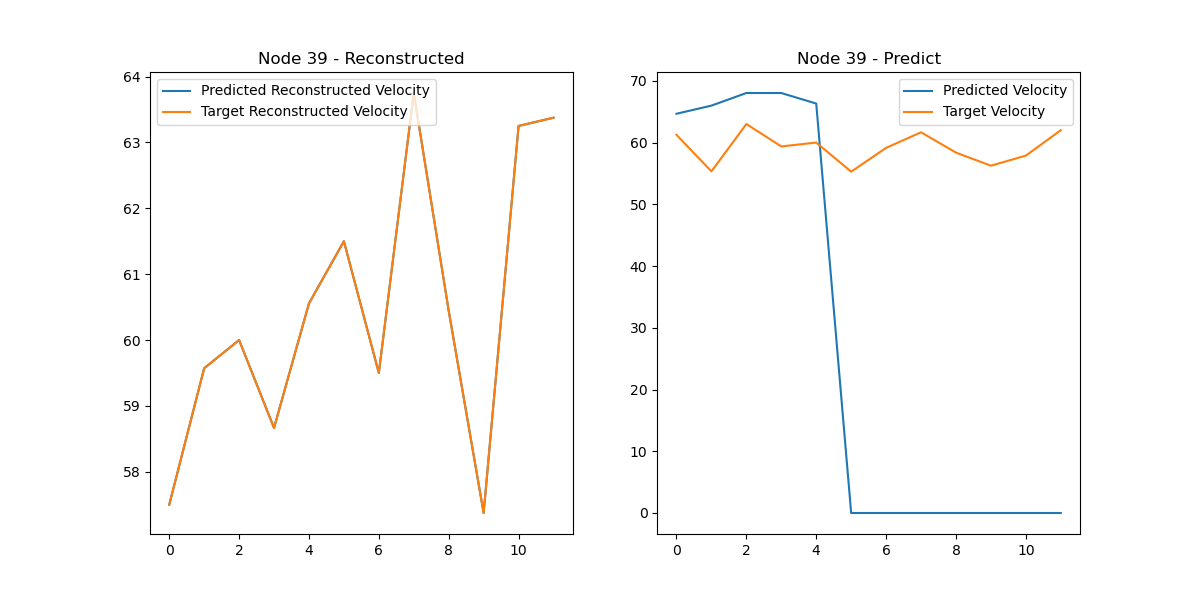 Node 39 - Reconstructed
Predicted Reconstructed Velocity
Target Reconstructed Velocity
64
63
62
61
60
59
58
0 2 4 6 8 10
Node 39 - Predict
Predicted Velocity
Target Velocity
70
60
50
40
30
20
10
0
0 2 4 6 8 10